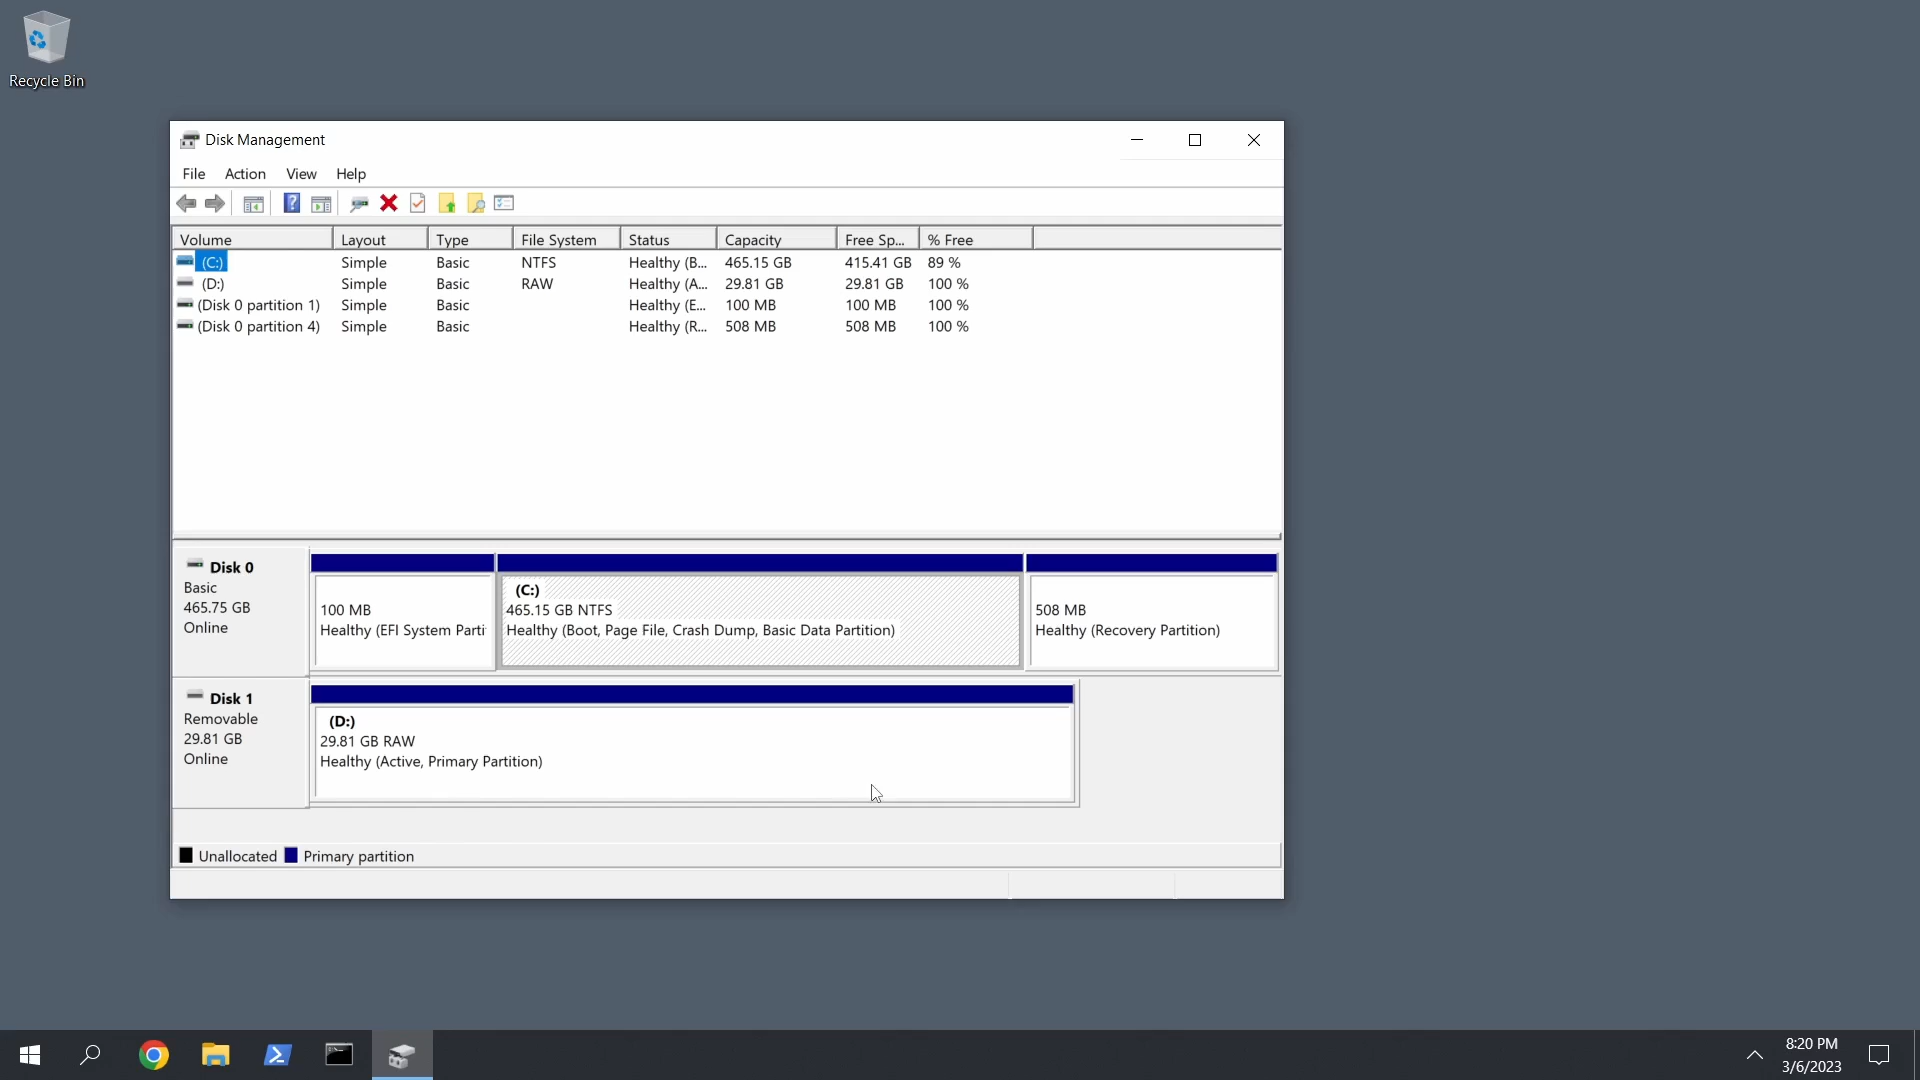 Recycle Bin
Disk Management
File Action View Help
Volume Layout Type File System Status Capacity Free Sp... % Free
(C:) Simple Basic NTFS Healthy (B... 465.15 GB 415.41 GB 89 %
(D:) Simple Basic RAW Healthy (A... 29.81 GB 29.81 GB 100 %
(Disk 0 partition 1) Simple Basic Healthy (E... 100 MB 100 MB 100 %
(Disk 0 partition 4) Simple Basic Healthy (R... 508 MB 508 MB 100 %
Disk 0
Basic
465.75 GB
Online
100 MB
Healthy (EFI System Parti
(C:)
465.15 GB NTFS
Healthy (Boot, Page File, Crash Dump, Basic Data Partition)
508 MB
Healthy (Recovery Partition)
Disk 1
Removable
29.81 GB
Online
(D:)
29.81 GB RAW
Healthy (Active, Primary Partition)
Unallocated Primary partition
8:20 PM
3/6/2023